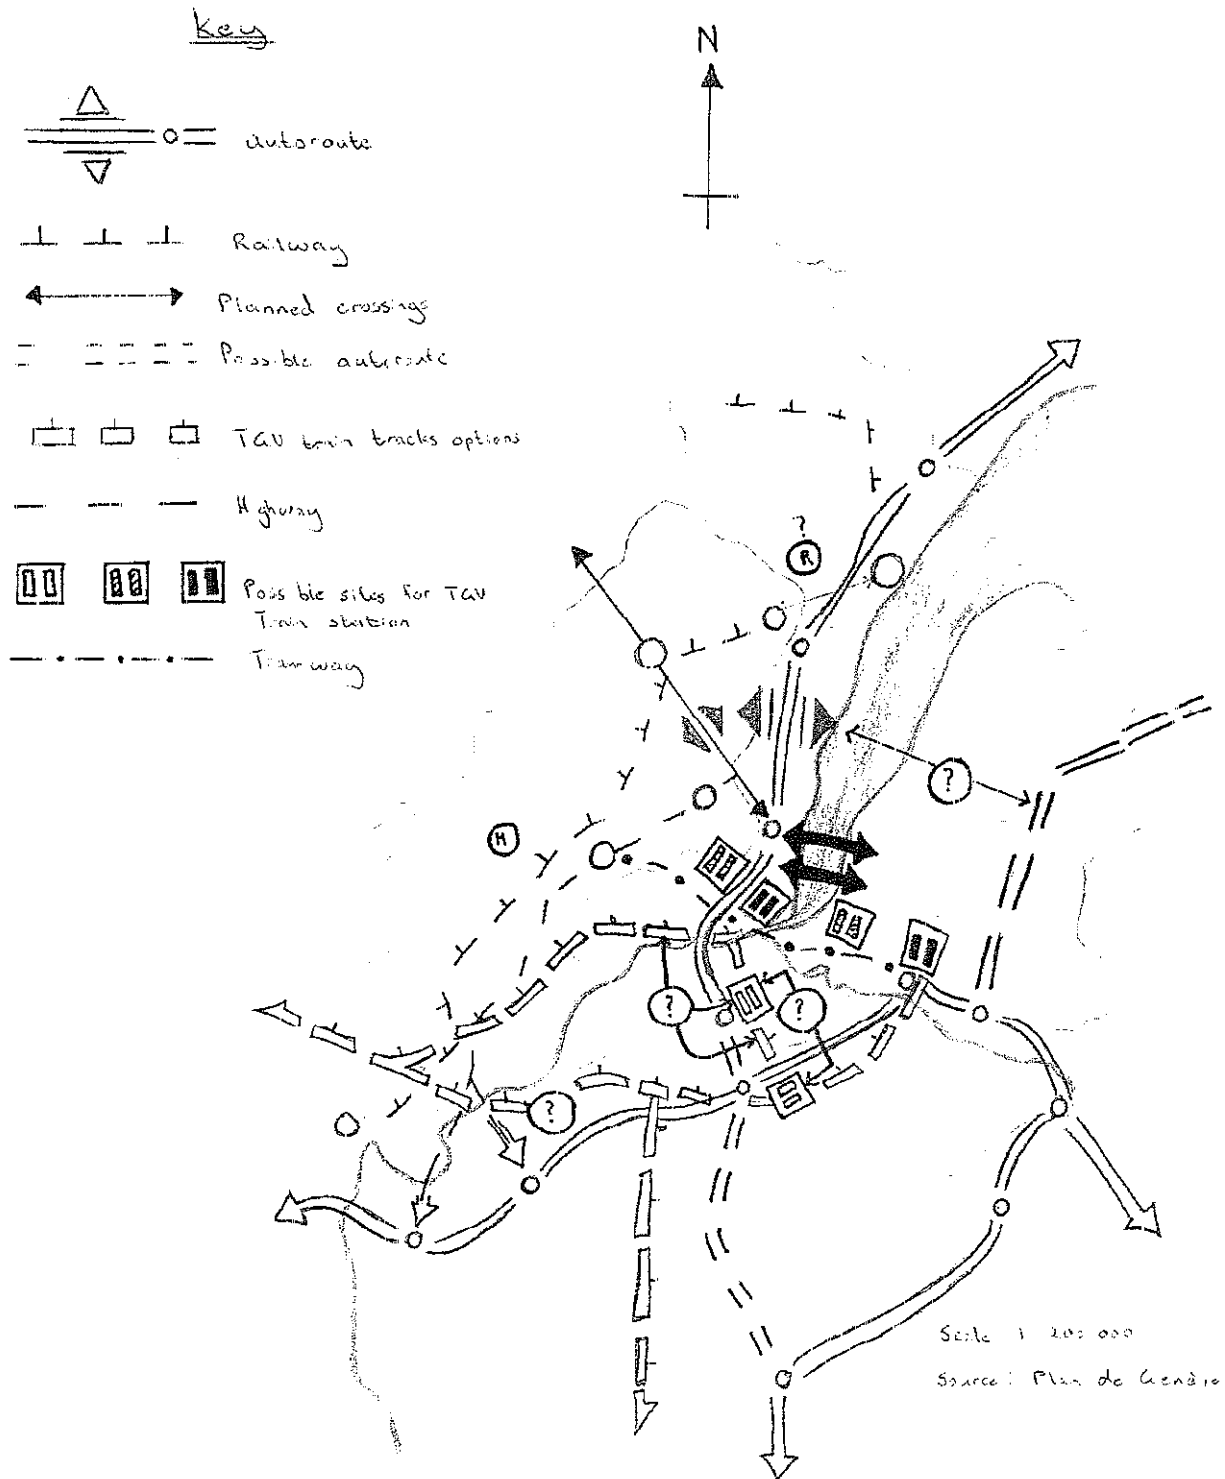 Key
N
autoroute
Railway
Planned crossings
Possible autoroute
TGV train tracks options
Highway
Possible sites for TGV
Train station
Tramway
?
R
?
H
?
?
?
Scale 1 200 000
Source: Plan de Genève